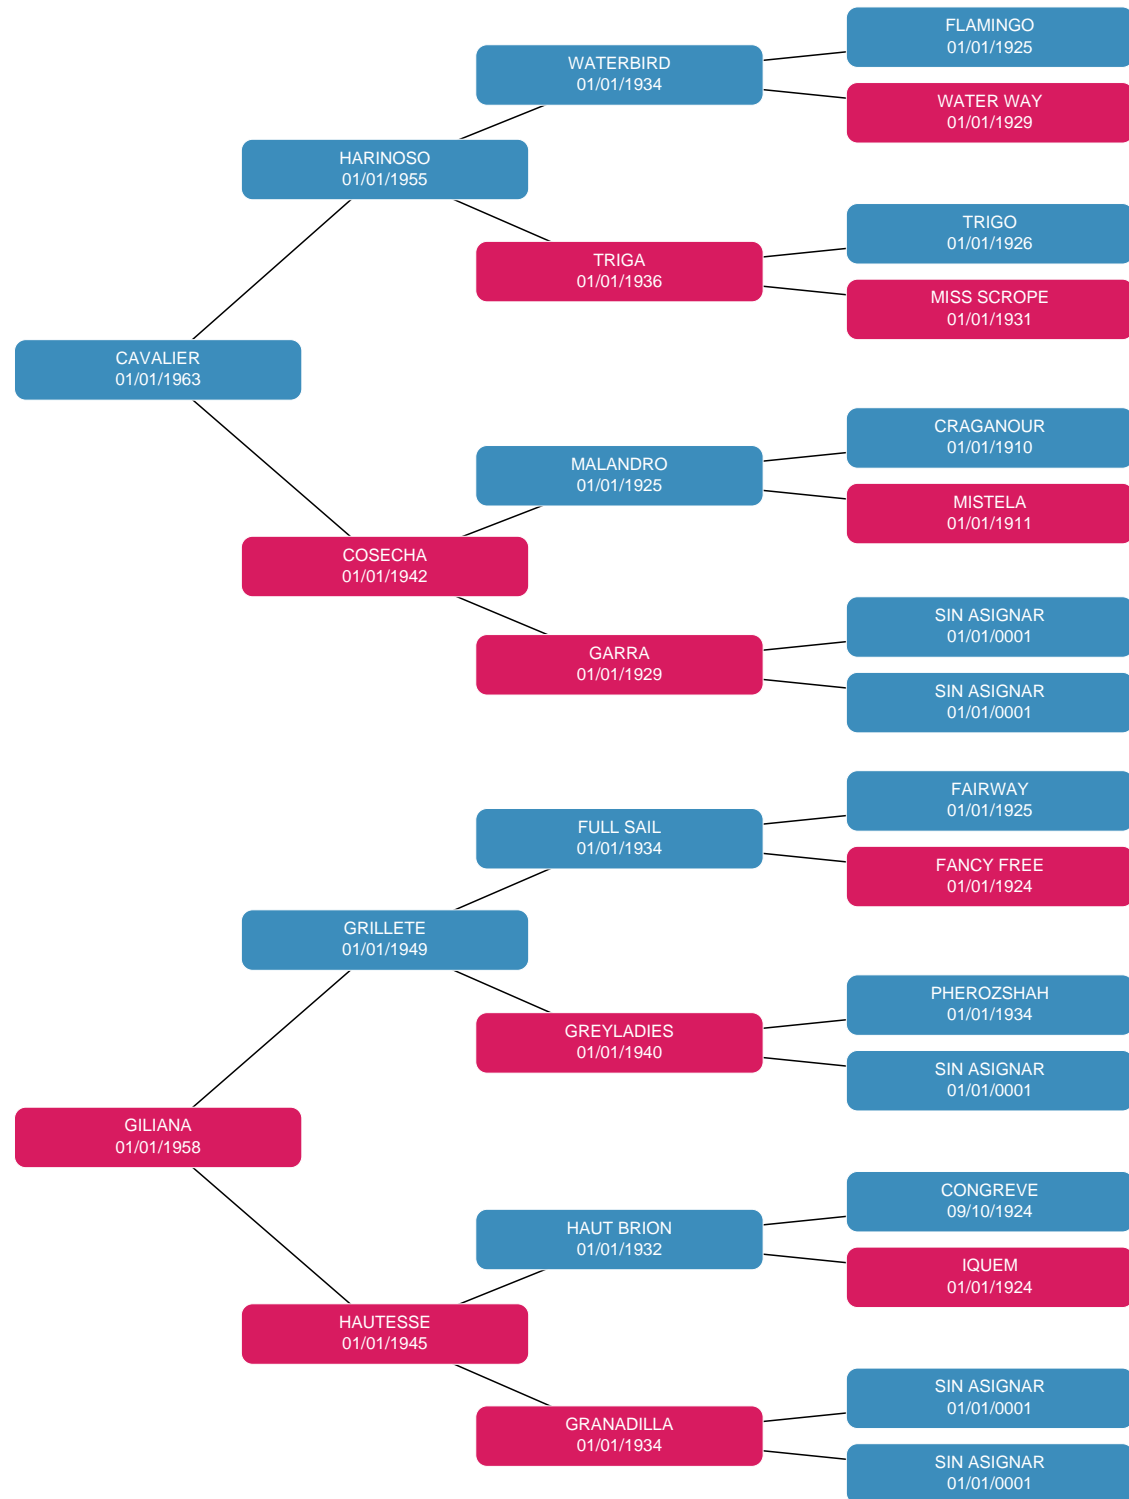 FLAMINGO
01/01/1925
WATERBIRD
01/01/1934
WATER WAY
01/01/1929
HARINOSO
01/01/1955
TRIGO
01/01/1926
TRIGA
01/01/1936
MISS SCROPE
01/01/1931
CAVALIER
01/01/1963
CRAGANOUR
01/01/1910
MALANDRO
01/01/1925
MISTELA
01/01/1911
COSECHA
01/01/1942
SIN ASIGNAR
01/01/0001
GARRA
01/01/1929
SIN ASIGNAR
01/01/0001
FAIRWAY
01/01/1925
FULL SAIL
01/01/1934
FANCY FREE
01/01/1924
GRILLETE
01/01/1949
PHEROZSHAH
01/01/1934
GREYLADIES
01/01/1940
SIN ASIGNAR
01/01/0001
GILIANA
01/01/1958
CONGREVE
09/10/1924
HAUT BRION
01/01/1932
IQUEM
01/01/1924
HAUTESSE
01/01/1945
SIN ASIGNAR
01/01/0001
GRANADILLA
01/01/1934
SIN ASIGNAR
01/01/0001